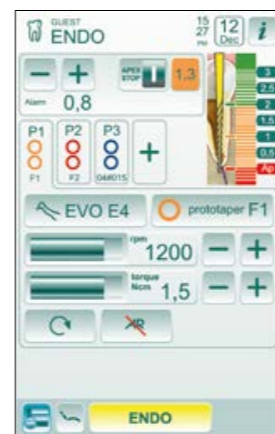 GUEST
ENDO
15
27
PM
12
Dec
i
APEX
STOP
1,3
Alarm 0,8
3
2,5
2
1,5
1
0,5
Ap
P1 P2 P3
F1 F2 04#015
EVO E4
prototaper F1
rpm
1200
torque
Ncm 1,5
AR
ENDO